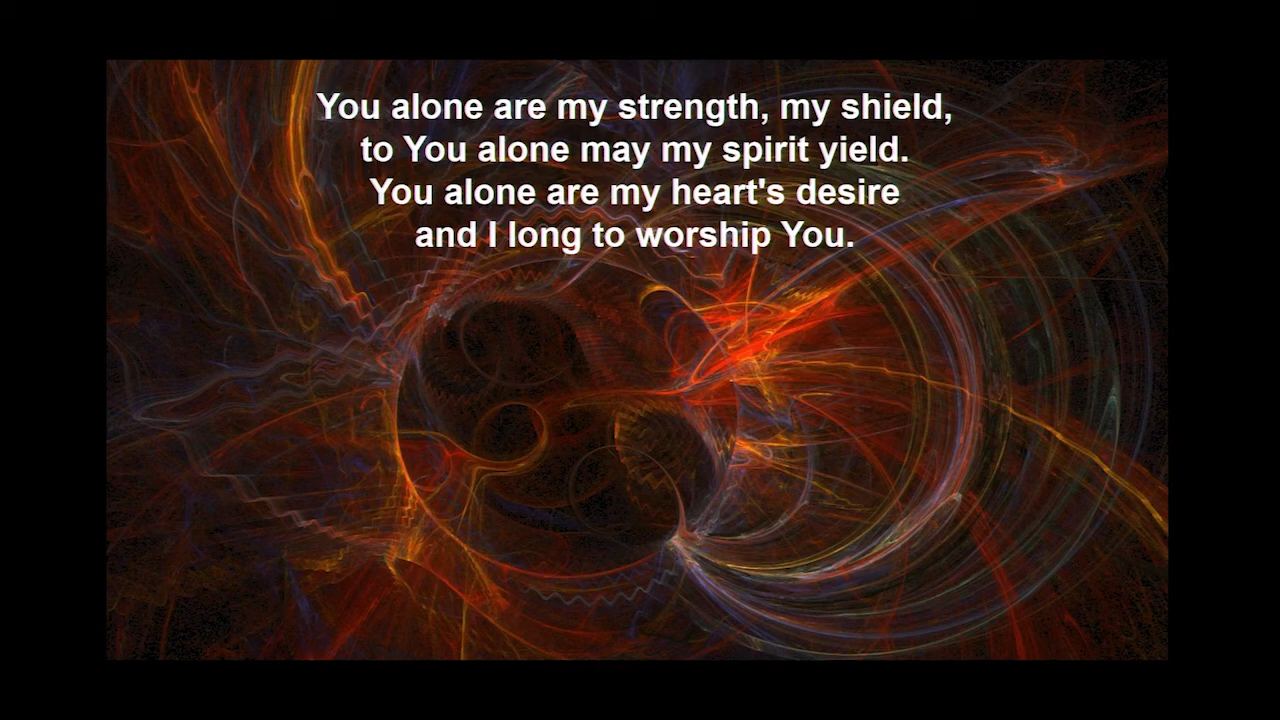 You alone are my strength, my shield,
to You alone may my spirit yield.
You alone are my heart's desire
and I long to worship You.